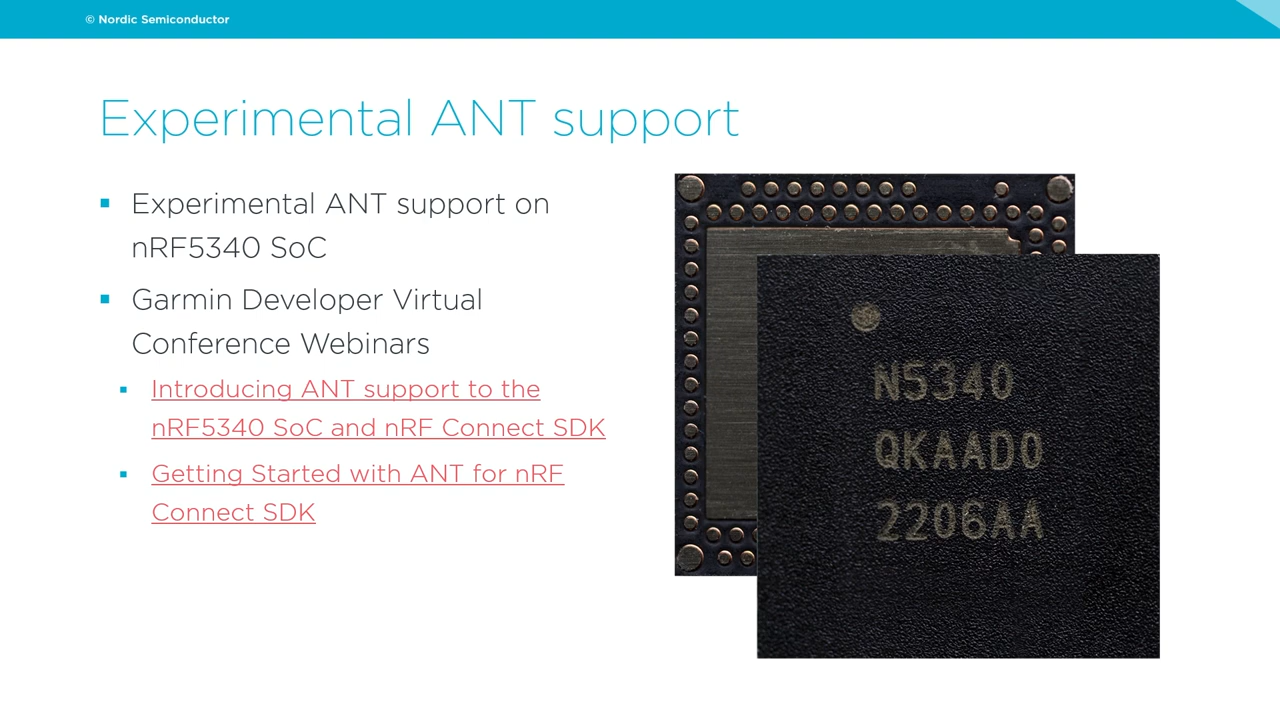 © Nordic Semiconductor
Experimental ANT support
Experimental ANT support on
nRF5340 SoC
Garmin Developer Virtual
Conference Webinars
Introducing ANT support to the
nRF5340 SoC and nRF Connect SDK
Getting Started with ANT for nRF
Connect SDK
N5340
QKAAD0
2206AA